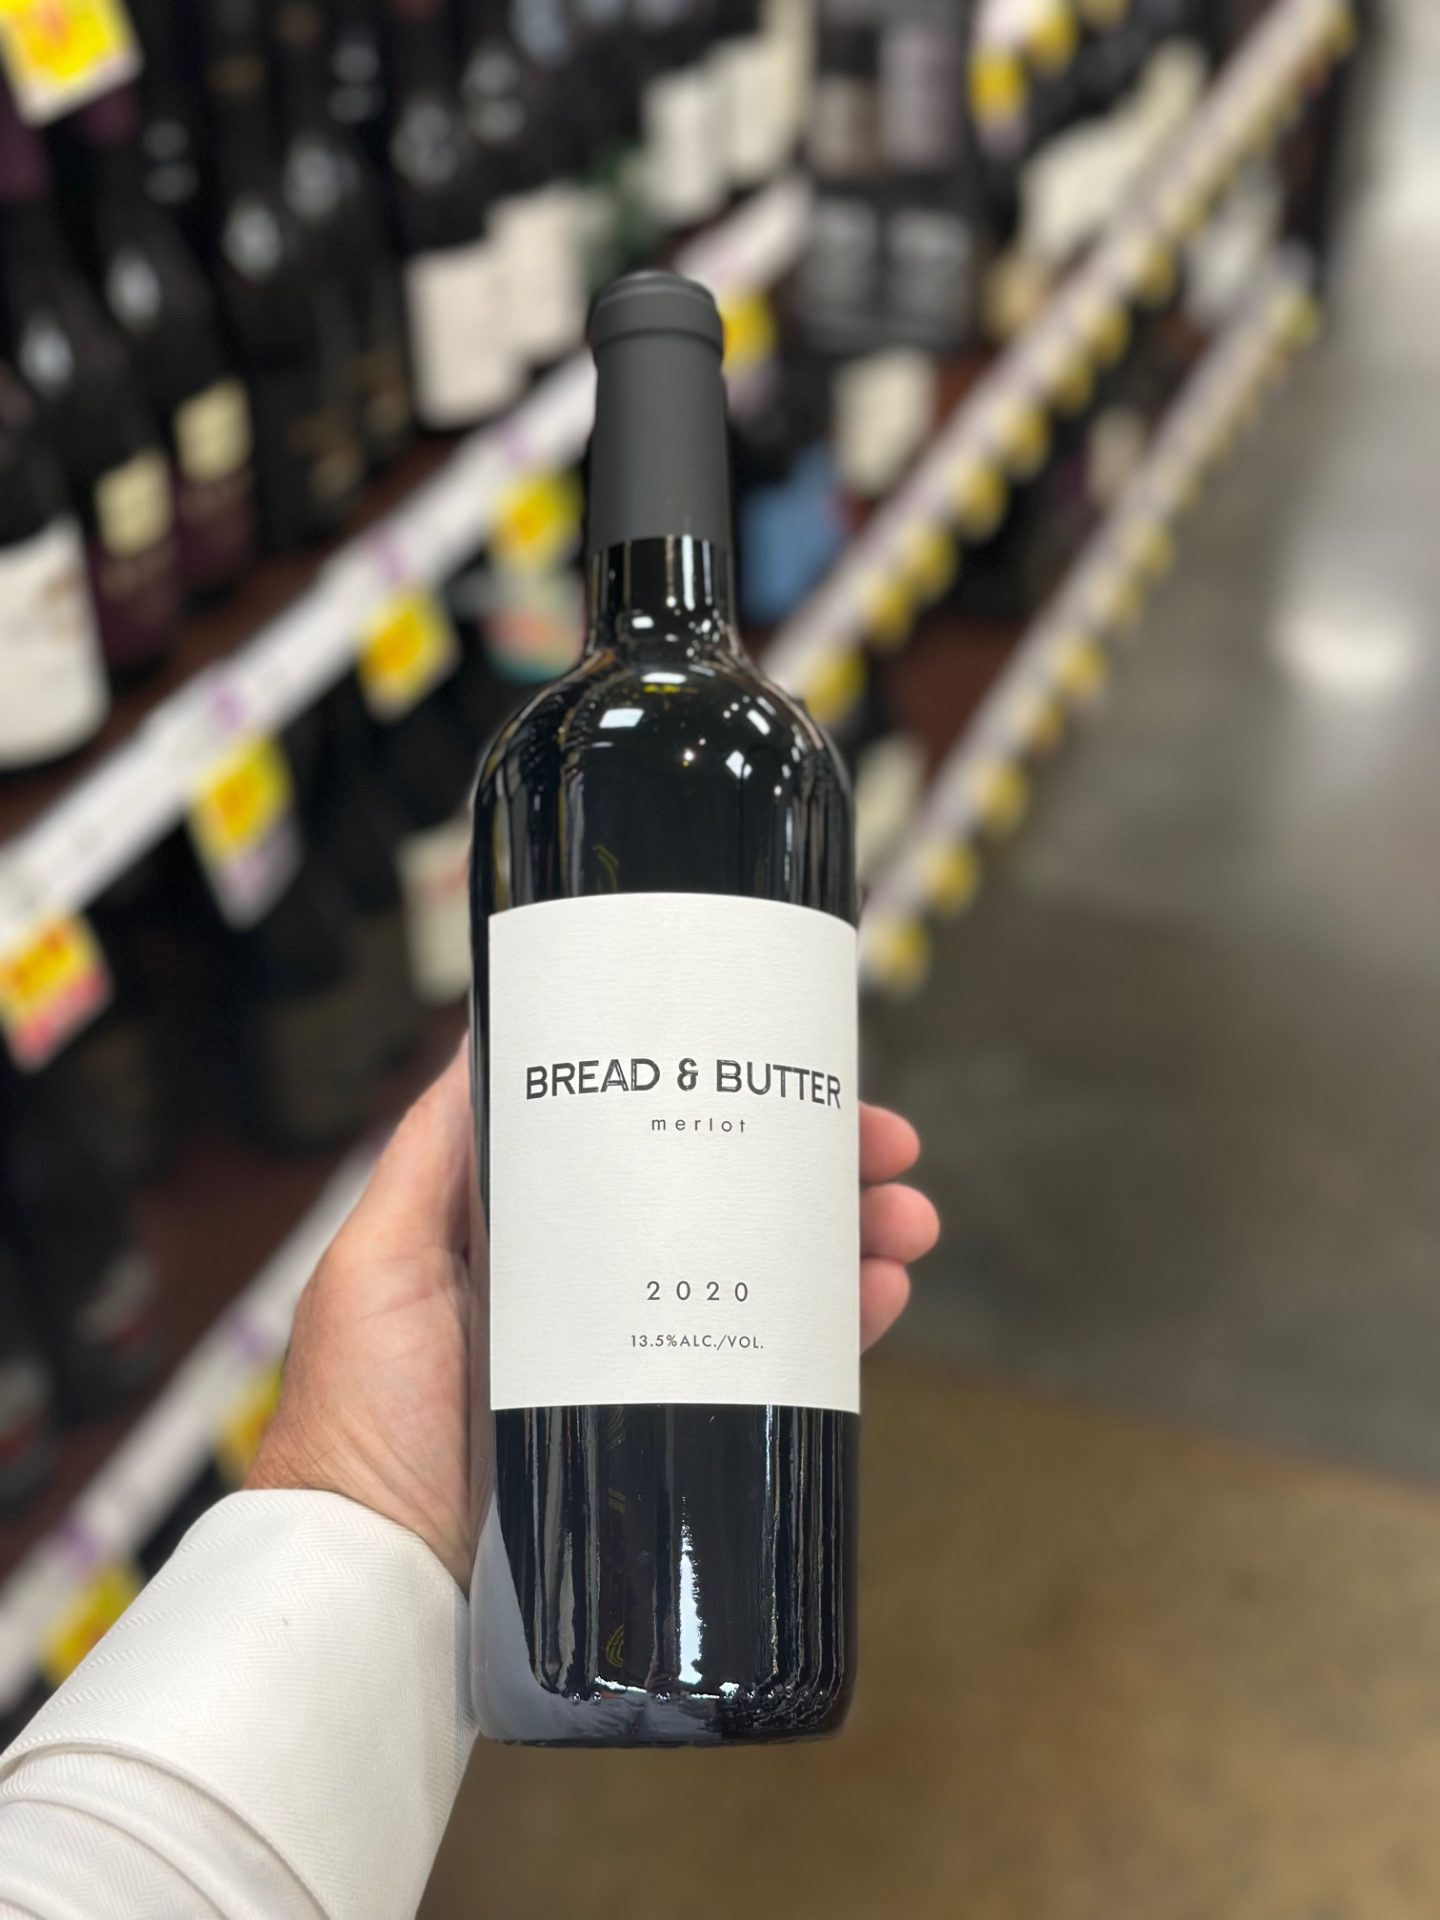 BREAD & BUTTER
merlot
2020
13.5%ALC./VOL.